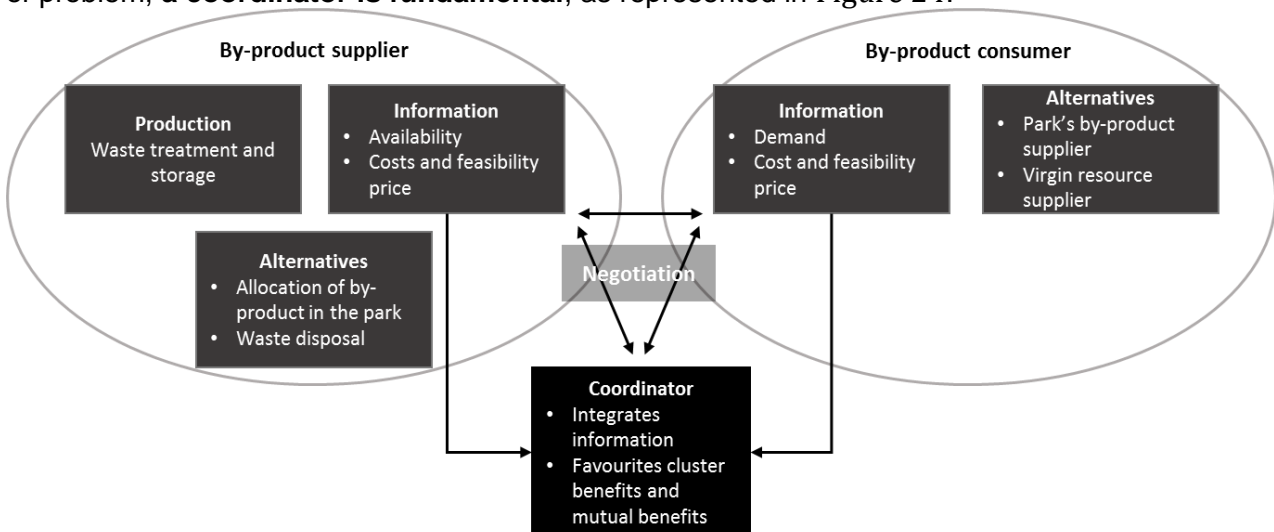 or problem, a coordinator is fundamental, as represented in Figure 24.
By-product supplier
Production
Waste treatment and
storage
Information
• Availability
• Costs and feasibility
price
Alternatives
• Allocation of by-
product in the park
• Waste disposal
By-product consumer
Information
• Demand
• Cost and feasibility
price
Alternatives
• Park's by-product
supplier
• Virgin resource
supplier
Negotiation
Coordinator
• Integrates
information
• Favourites cluster
benefits and
mutual benefits